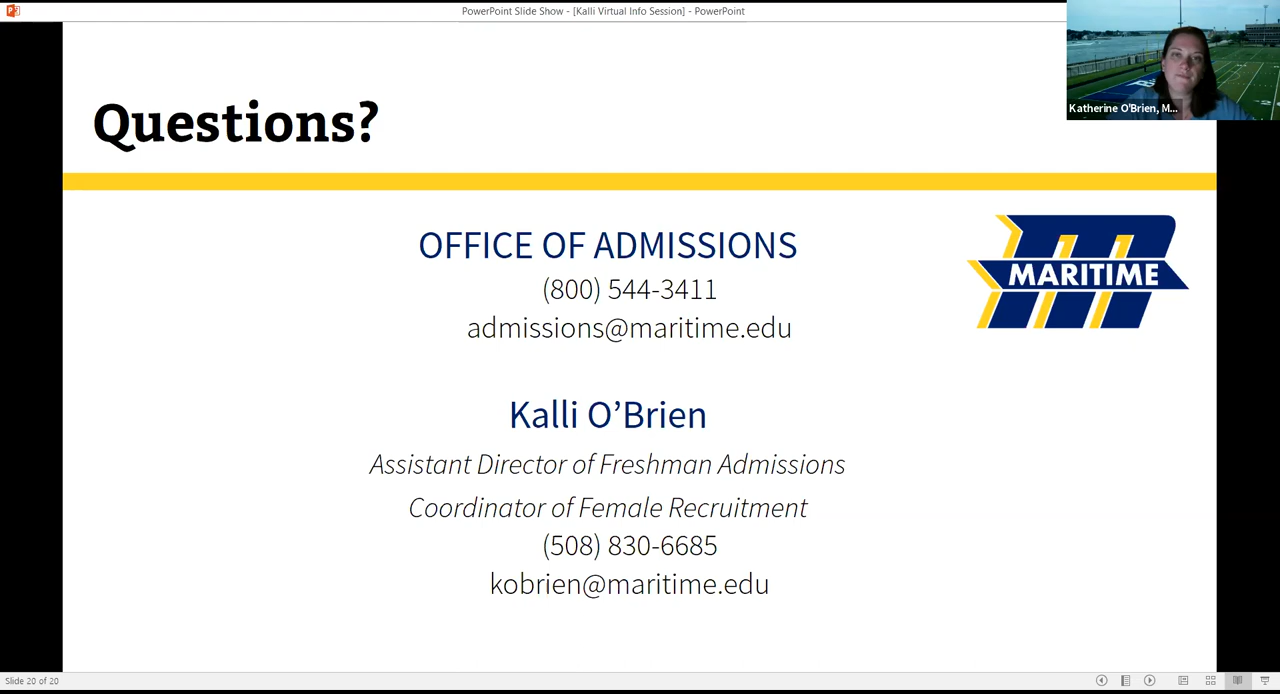 PowerPoint Slide Show - [Kalli Virtual Info Session] - PowerPoint
Katherine O'Brien, M...
Questions?
OFFICE OF ADMISSIONS
(800) 544-3411
admissions@maritime.edu
MARITIME
Kalli O’Brien
Assistant Director of Freshman Admissions
Coordinator of Female Recruitment
(508) 830-6685
kobrien@maritime.edu
Slide 20 of 20